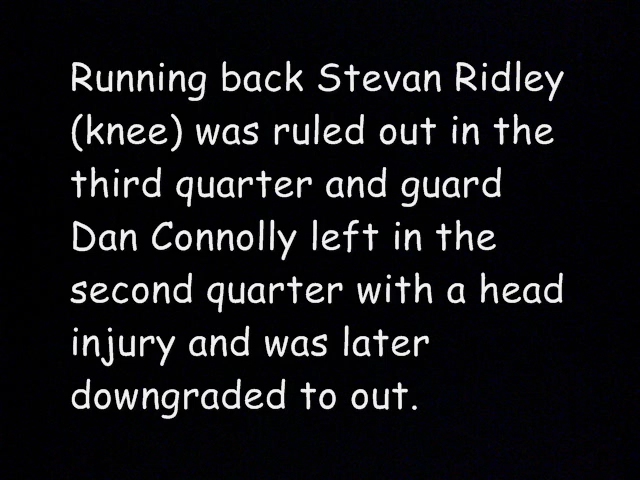 Running back Stevan Ridley
(knee) was ruled out in the
third quarter and guard
Dan Connolly left in the
second quarter with a head
injury and was later
downgraded to out.